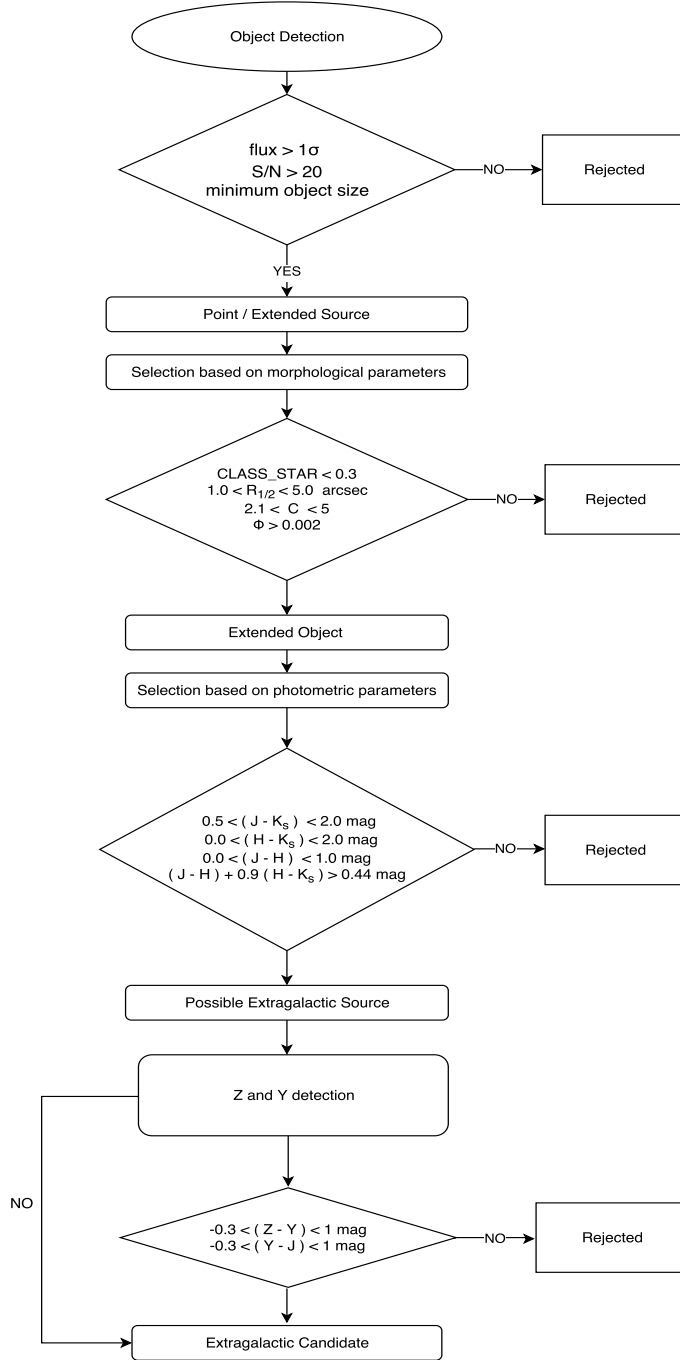 Object Detection
flux > 1σ
S/N > 20
minimum object size
NO
Rejected
YES
Point / Extended Source
Selection based on morphological parameters
CLASS_STAR < 0.3
1.0 < R1/2 < 5.0 arcsec
2.1 < C < 5
Φ > 0.002
NO
Rejected
Extended Object
Selection based on photometric parameters
0.5 < ( J - Ks ) < 2.0 mag
0.0 < ( H - Ks ) < 2.0 mag
0.0 < ( J - H ) < 1.0 mag
( J - H ) + 0.9 ( H - Ks ) > 0.44 mag
NO
Rejected
Possible Extragalactic Source
Z and Y detection
NO
-0.3 < ( Z - Y ) < 1 mag
-0.3 < ( Y - J ) < 1 mag
NO
Rejected
Extragalactic Candidate